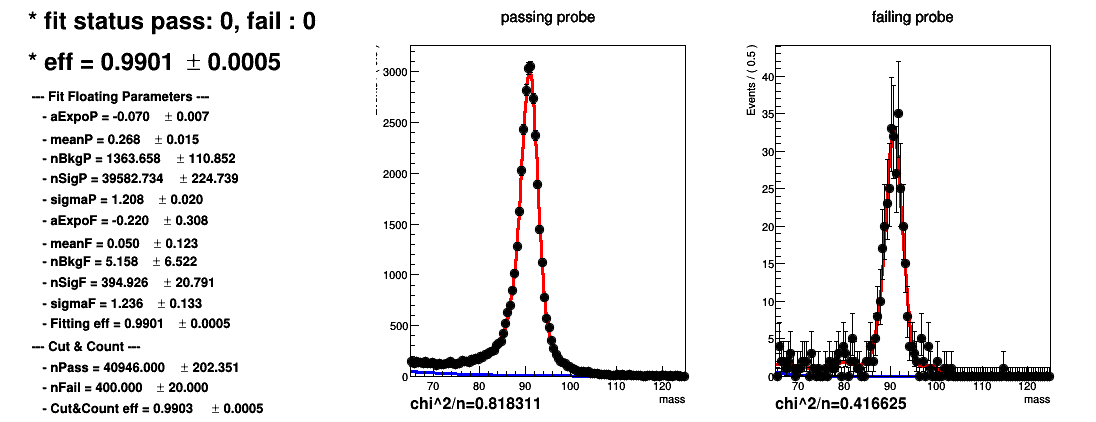 * fit status pass: 0, fail : 0
* eff = 0.9901 ± 0.0005
--- Fit Floating Parameters ---
- aExpoP = -0.070 ± 0.007
- meanP = 0.268 ± 0.015
- nBkgP = 1363.658 ± 110.852
- nSigP = 39582.734 ± 224.739
- sigmaP = 1.208 ± 0.020
- aExpoF = -0.220 ± 0.308
- meanF = 0.050 ± 0.123
- nBkgF = 5.158 ± 6.522
- nSigF = 394.926 ± 20.791
- sigmaF = 1.236 ± 0.133
- Fitting eff = 0.9901 ± 0.0005
--- Cut & Count ---
- nPass = 40946.000 ± 202.351
- nFail = 400.000 ± 20.000
- Cut&Count eff = 0.9903 ± 0.0005
passing probe
3000
2500
2000
1500
1000
500
0
70 80 90 100 110 120
mass
chi^2/n=0.818311
failing probe
Events / ( 0.5 )
40
35
30
25
20
15
10
5
0
70 80 90 100 110 120
mass
chi^2/n=0.416625